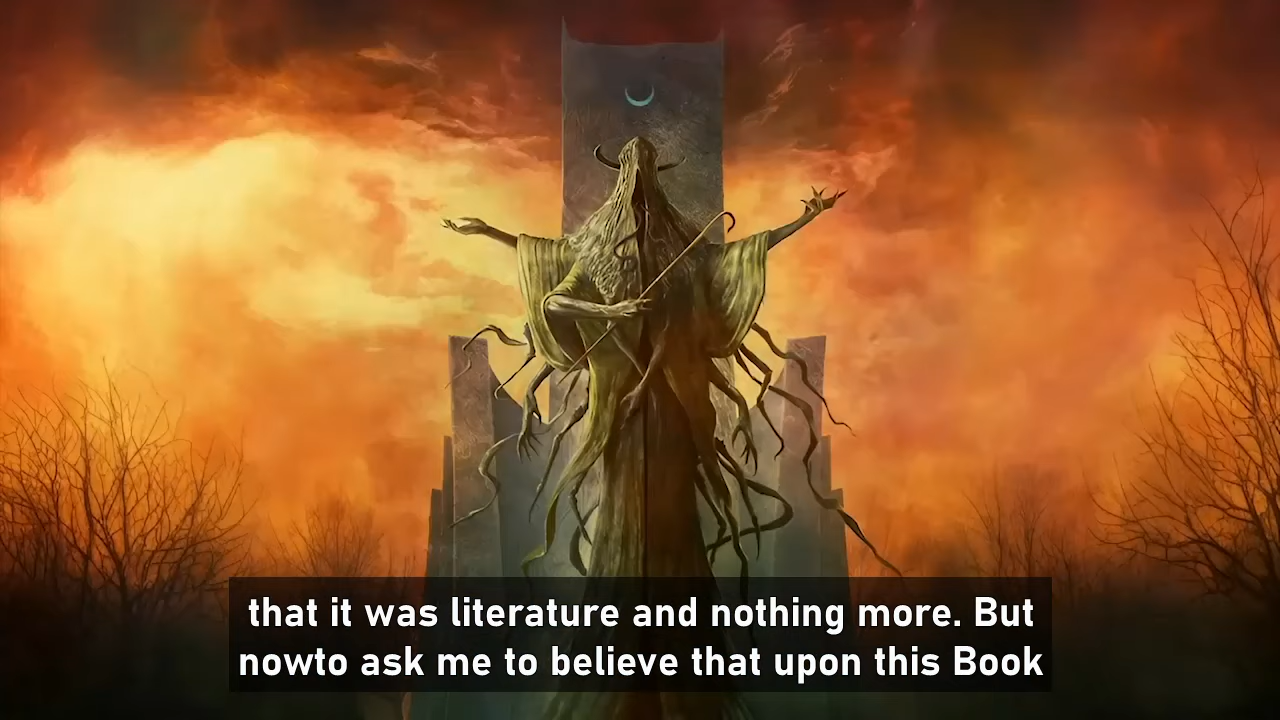 that it was literature and nothing more. But
nowto ask me to believe that upon this Book